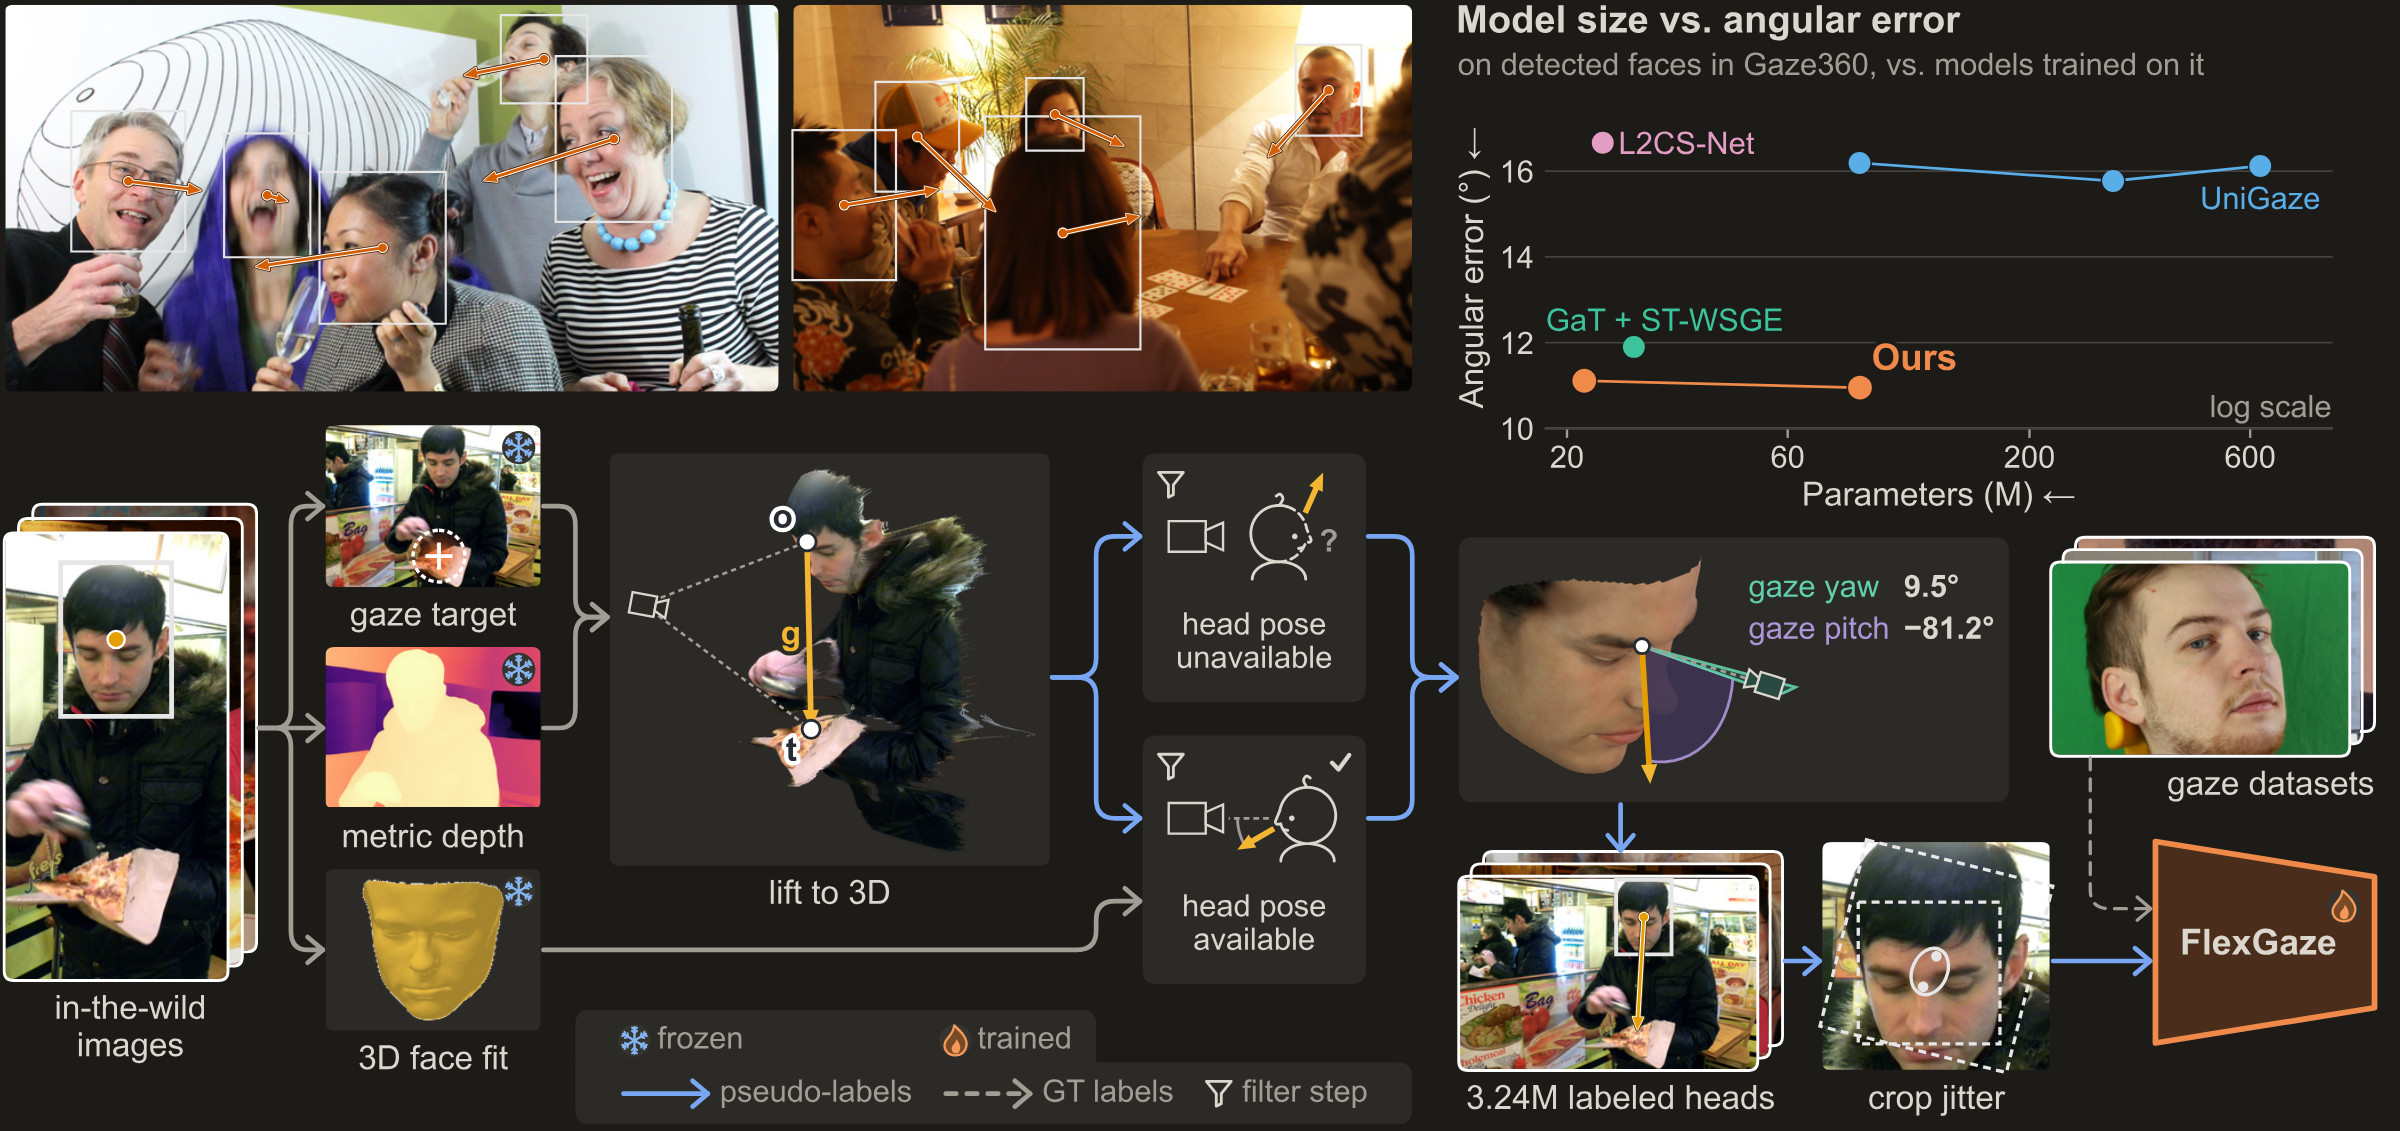 Model size vs. angular error
on detected faces in Gaze360, vs. models trained on it
Angular error (°) ←
16
14
12
10
L2CS-Net
UniGaze
GaT + ST-WSGE
Ours
log scale
20 60 200 600
Parameters (M) ←
in-the-wild
images
gaze target
metric depth
3D face fit
o
g
t
lift to 3D
?
head pose
unavailable
head pose
available
gaze yaw 9.5°
gaze pitch −81.2°
gaze datasets
Chicken
Delight
Bag
3.24M labeled heads
crop jitter
FlexGaze
frozen
trained
pseudo-labels
GT labels
filter step